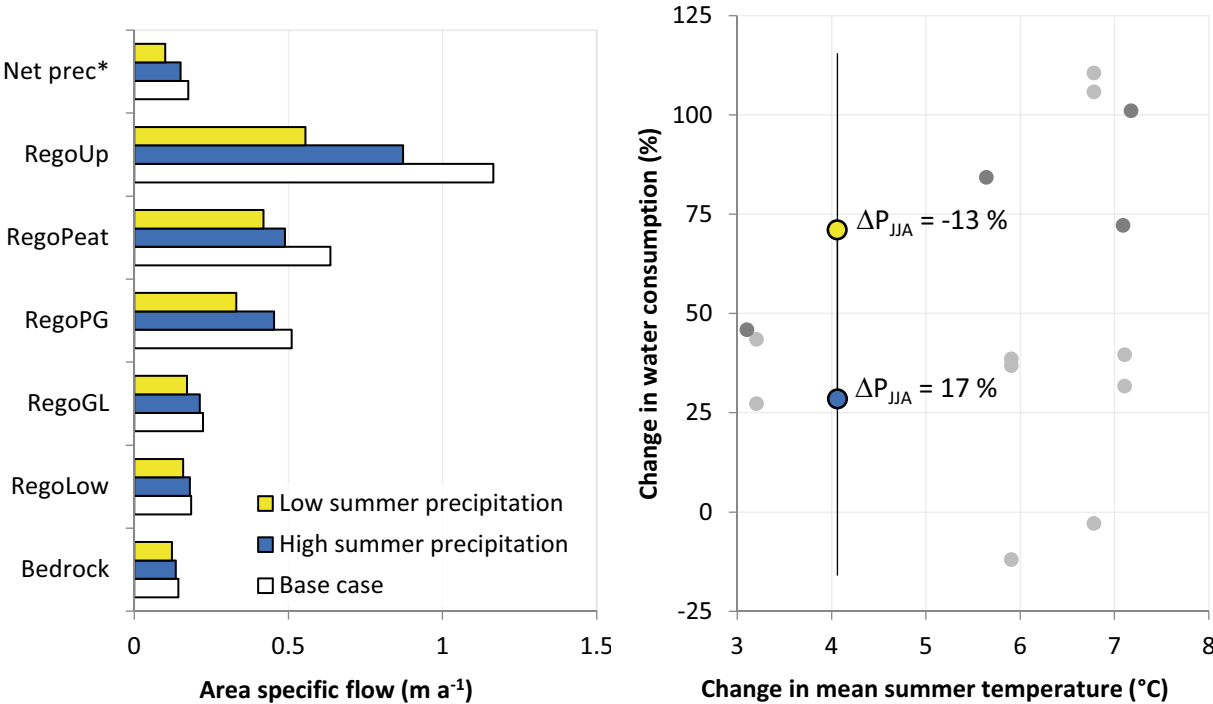 Net prec*
RegoUp
RegoPeat
RegoPG
RegoGL
RegoLow
Bedrock
Low summer precipitation
High summer precipitation
Base case
0 0.5 1 1.5
Area specific flow (m a⁻¹)
Change in water consumption (%)
125
100
75
50
25
0
-25
ΔP_JJA = -13 %
ΔP_JJA = 17 %
3 4 5 6 7 8
Change in mean summer temperature (°C)